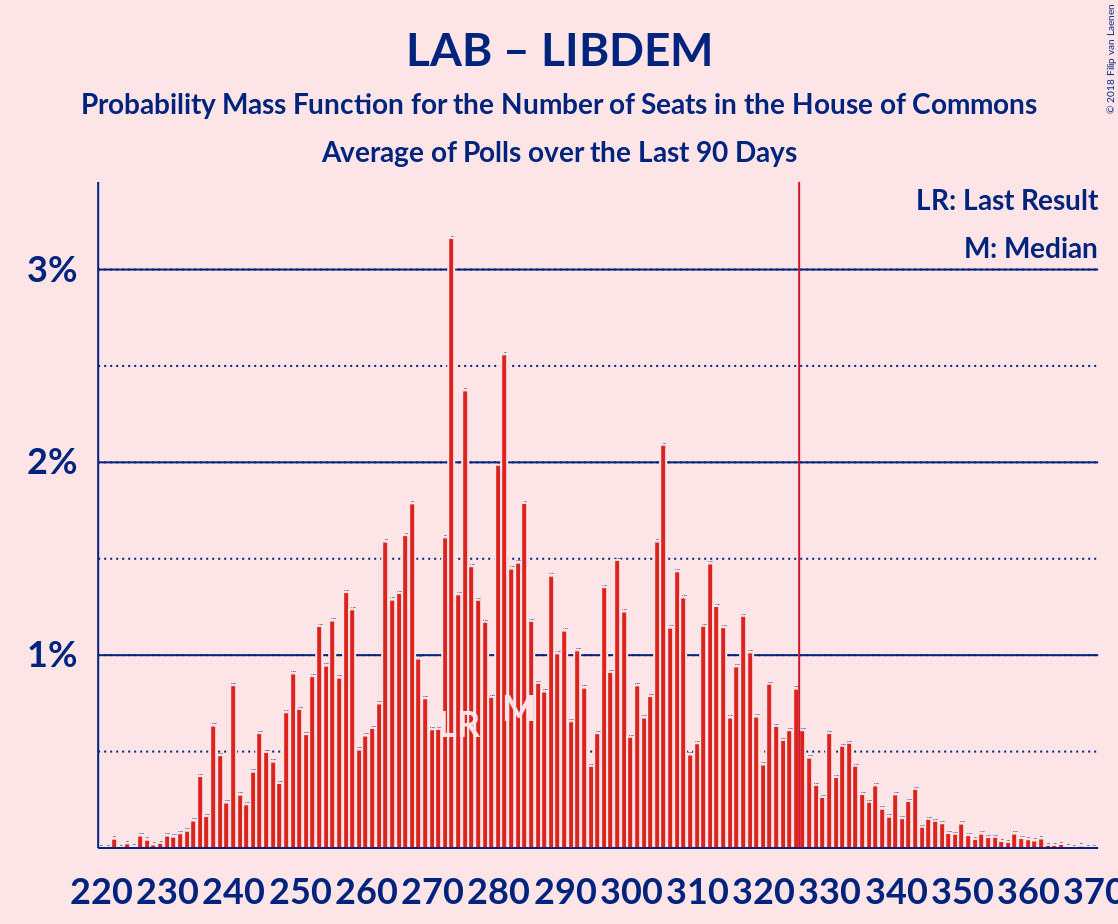 LAB – LIBDEM
Probability Mass Function for the Number of Seats in the House of Commons
Average of Polls over the Last 90 Days
© 2018 Filip van Laenen
LR: Last Result
M: Median
3%
2%
1%
LR
M
220 230 240 250 260 270 280 290 300 310 320 330 340 350 360 370